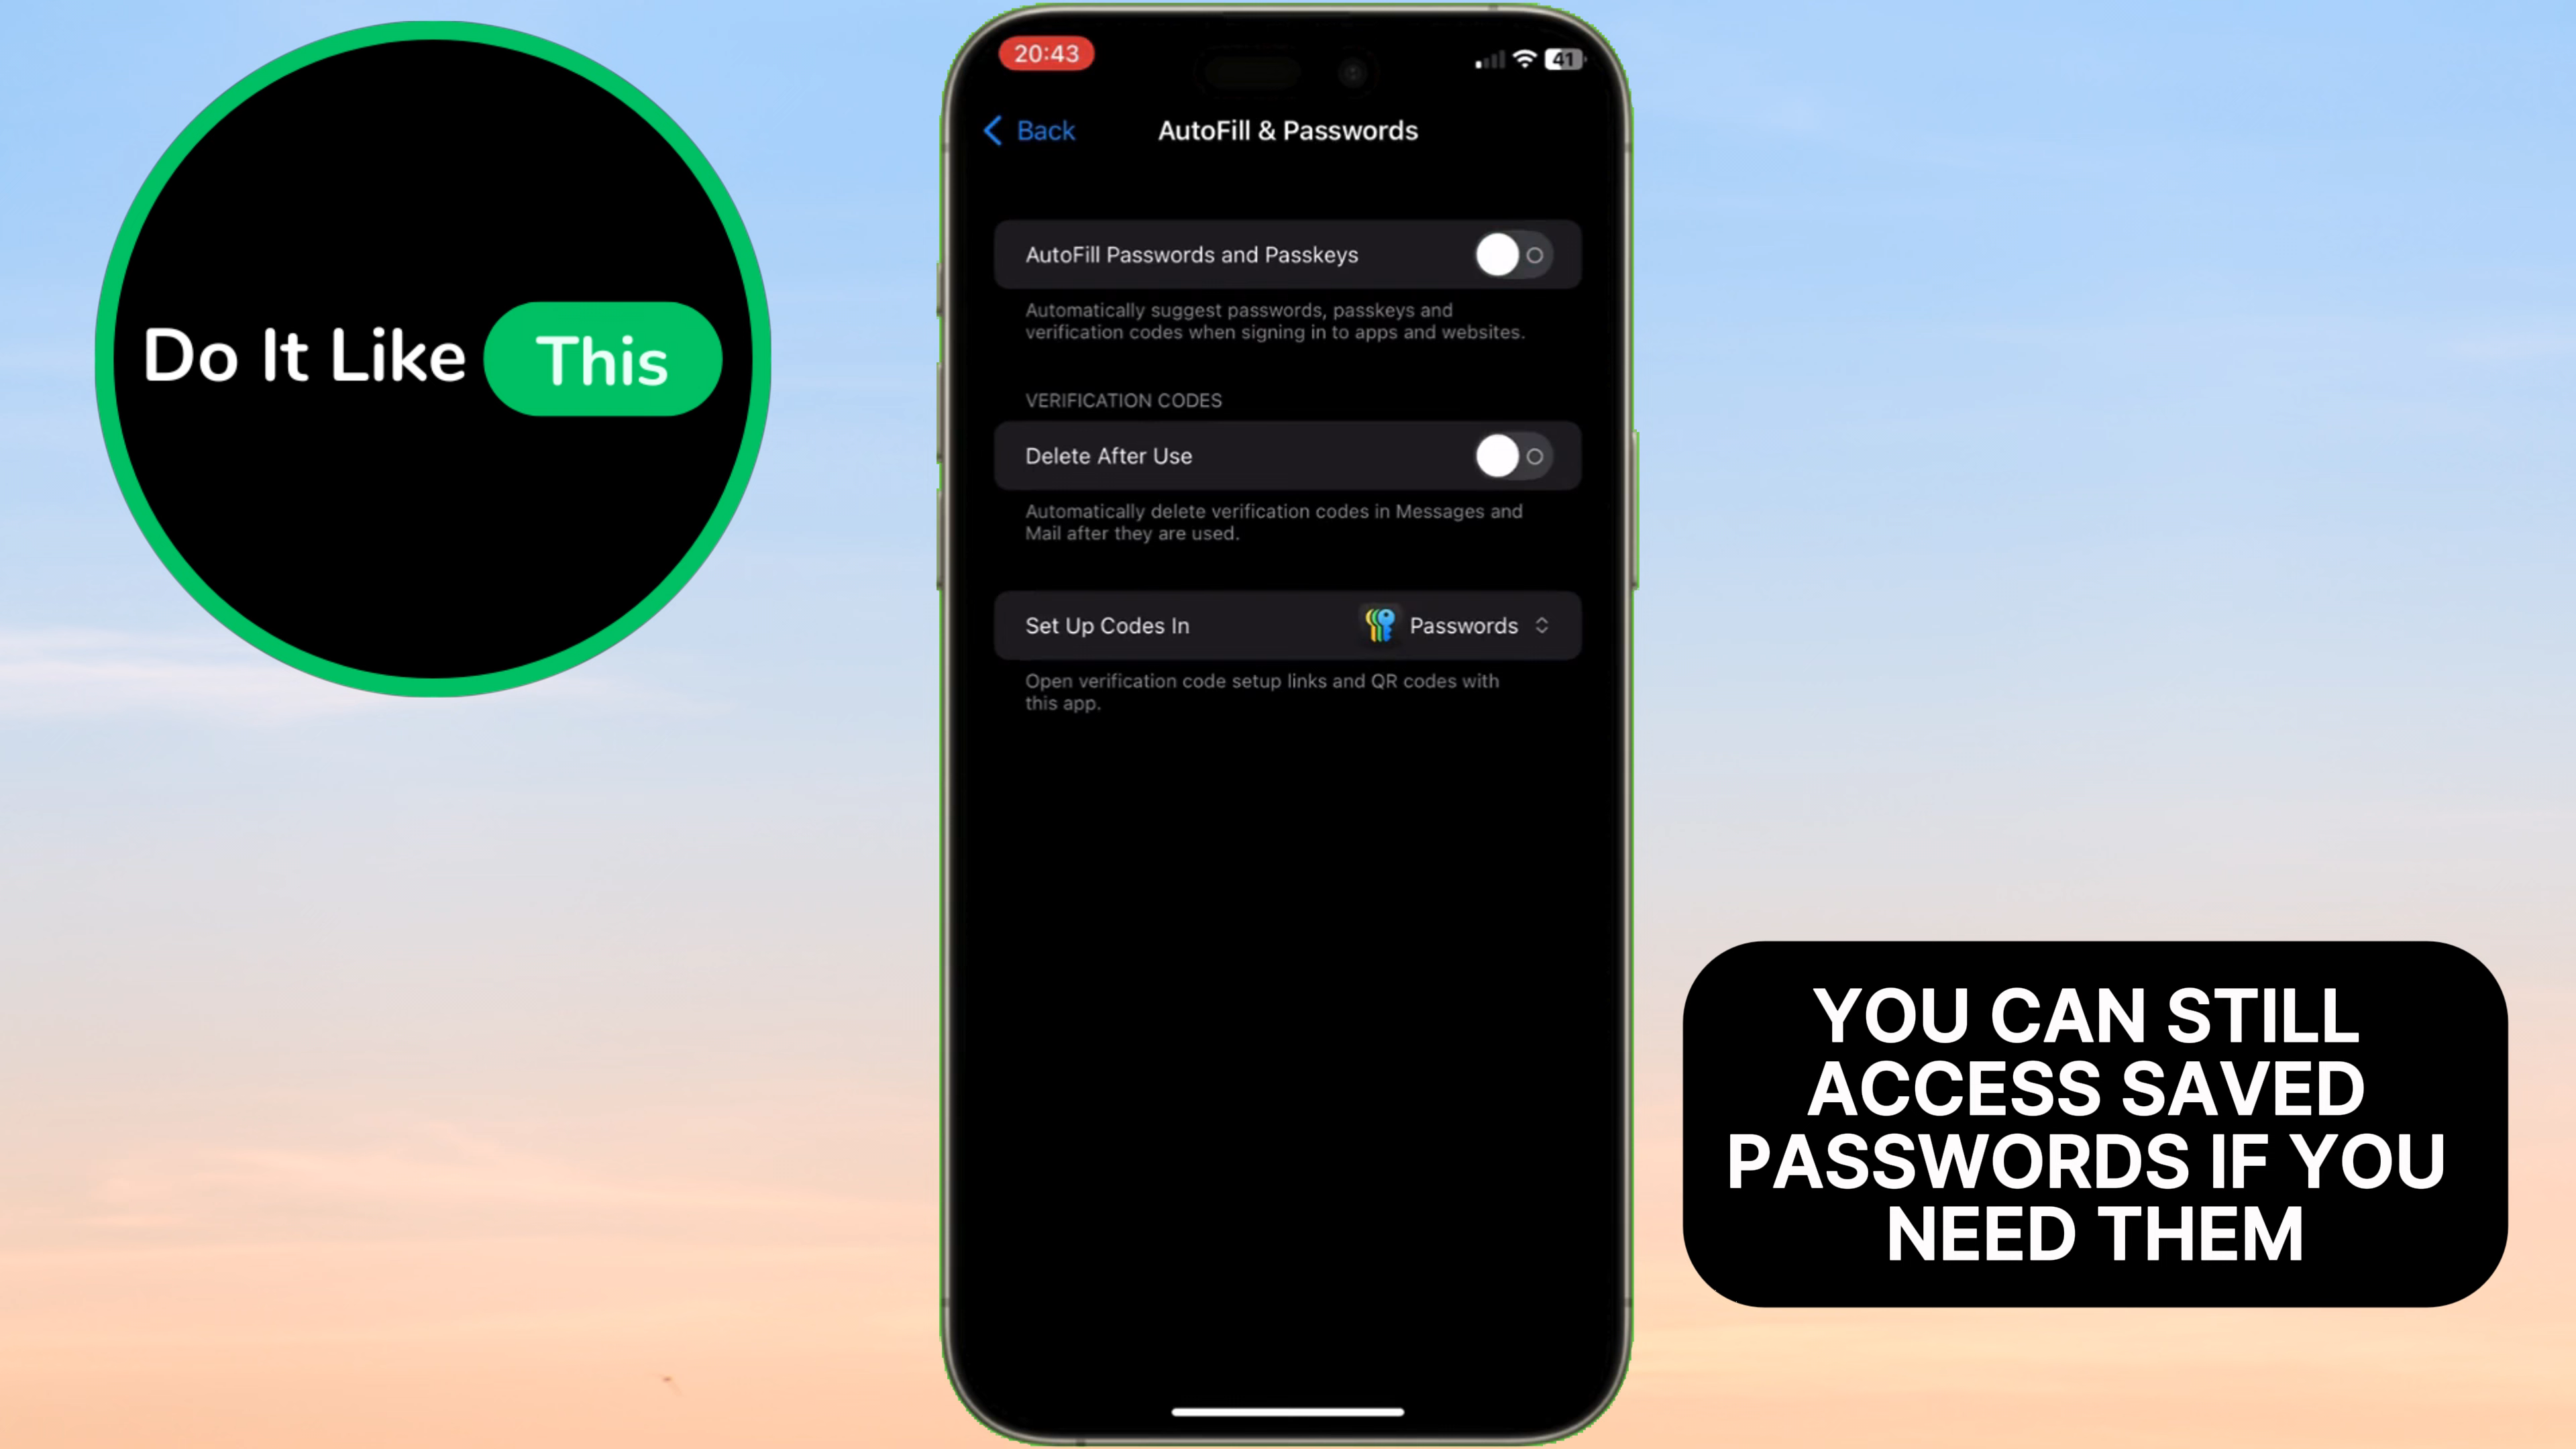 Do It Like This
20:43
41
Back
AutoFill & Passwords
AutoFill Passwords and Passkeys
Automatically suggest passwords, passkeys and
verification codes when signing in to apps and websites.
VERIFICATION CODES
Delete After Use
Automatically delete verification codes in Messages and
Mail after they are used.
Set Up Codes In Passwords
Open verification code setup links and QR codes with
this app.
YOU CAN STILL
ACCESS SAVED
PASSWORDS IF YOU
NEED THEM